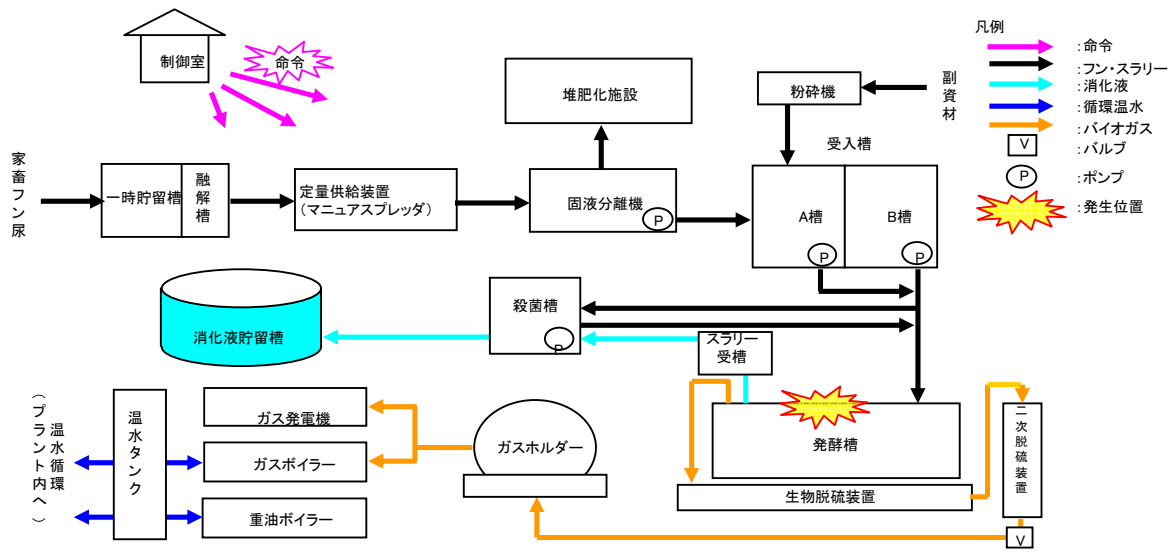 制御室
命令
凡例
:命令
:フン・スラリー
:消化液
:循環温水
:バイオガス
V
:バルブ
P
:ポンプ
:発生位置
堆肥化施設
粉砕機
副資材
受入槽
家畜フン尿
一時貯留槽
融解槽
定量供給装置
(マニュアスプレッダ)
固液分離機
P
A槽
B槽
P
P
殺菌槽
P
消化液貯留槽
スラリー
受槽
発酵槽
生物脱硫装置
二次脱硫装置
V
ガスホルダー
ガス発電機
ガスボイラー
重油ボイラー
温水タンク
温水循環
(プラント内へ)